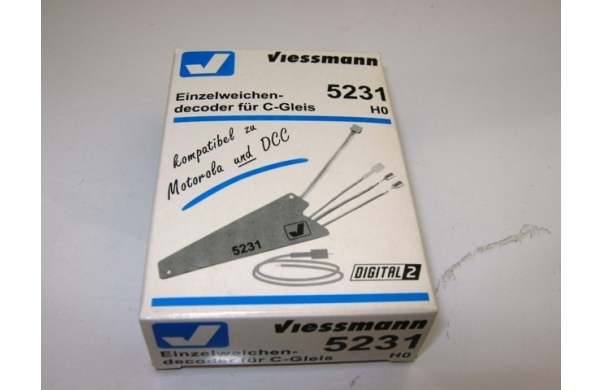 Viessmann
Einzelweichen-
decoder für C-Gleis
5231
H0
kompatibel zu
Motorola und DCC
5231
DIGITAL 2
Viessmann
Einzelweichen-
decoder für C-Gleis
5231
H0